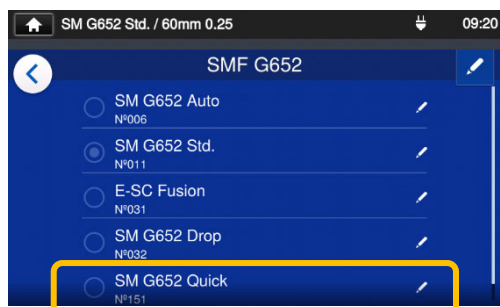 SM G652 Std. / 60mm 0.25
09:20
SMF G652
SM G652 Auto
Nº006
SM G652 Std.
Nº011
E-SC Fusion
Nº031
SM G652 Drop
Nº032
SM G652 Quick
Nº151